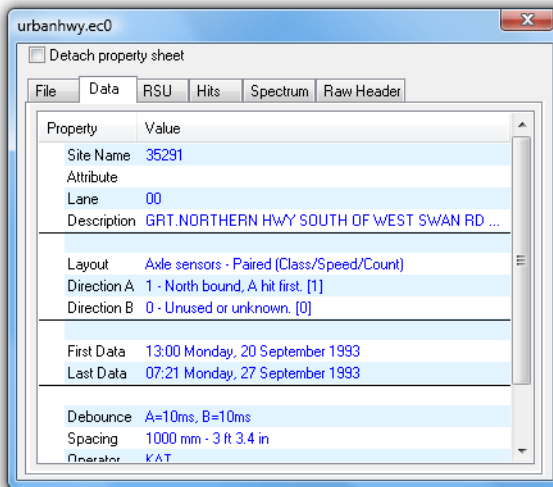 urbanhwy.ec0
Detach property sheet
File Data RSU Hits Spectrum Raw Header
Property Value
Site Name 35291
Attribute
Lane 00
Description GRT.NORTHERN HWY SOUTH OF WEST SWAN RD ...
Layout Axle sensors - Paired (Class/Speed/Count)
Direction A 1 - North bound, A hit first. [1]
Direction B 0 - Unused or unknown. [0]
First Data 13:00 Monday, 20 September 1993
Last Data 07:21 Monday, 27 September 1993
Debounce A=10ms, B=10ms
Spacing 1000 mm - 3 ft 3.4 in
Operator KAT